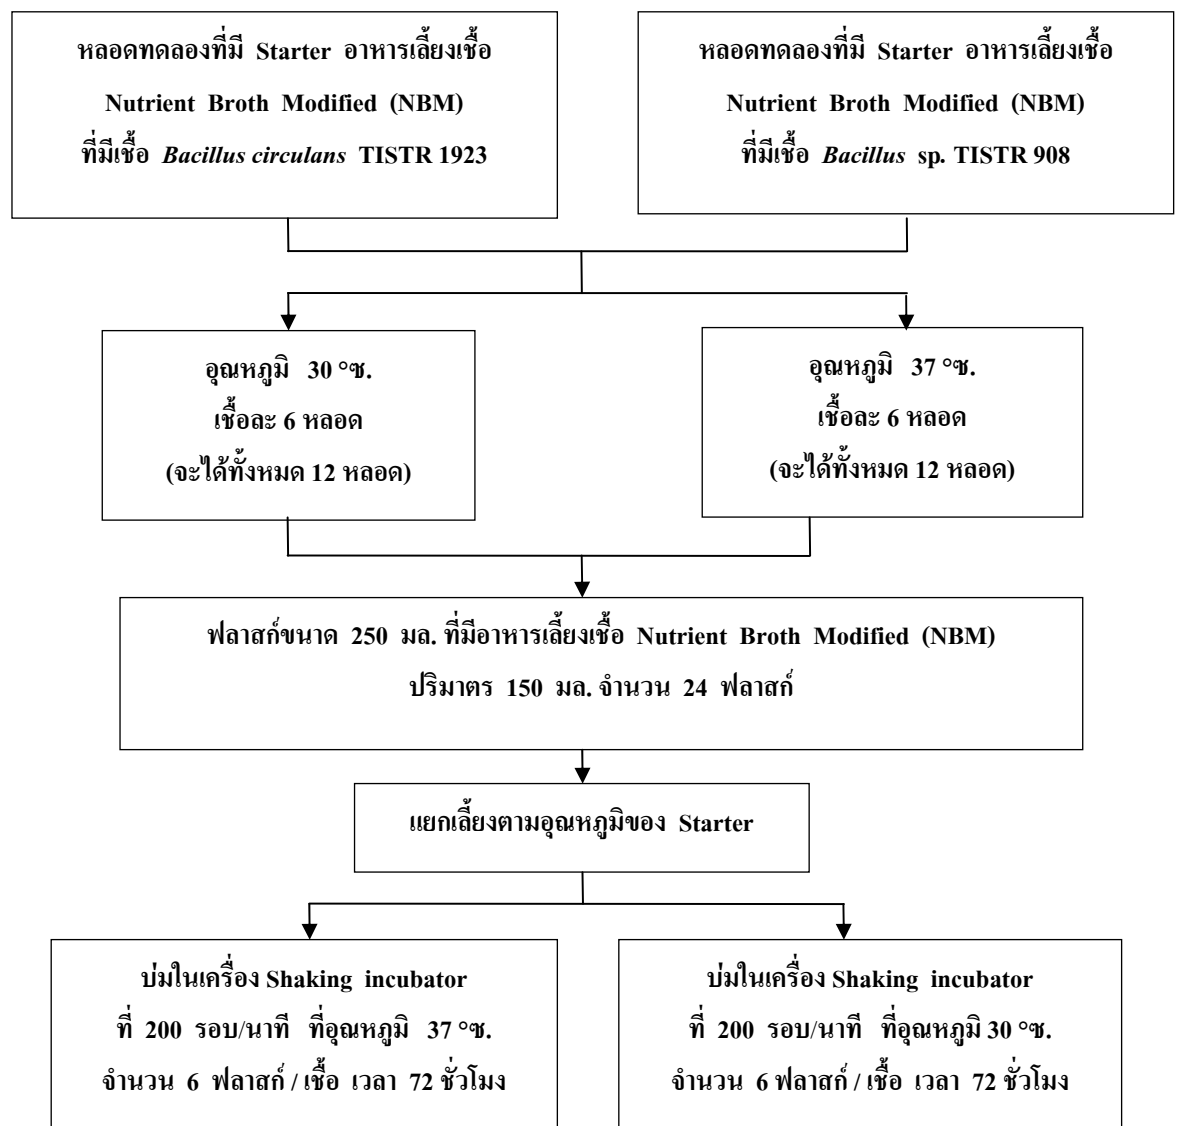 หลอดทดลองที่มี Starter อาหารเลี้ยงเชื้อ
Nutrient Broth Modified (NBM)
ที่มีเชื้อ Bacillus circulans TISTR 1923
หลอดทดลองที่มี Starter อาหารเลี้ยงเชื้อ
Nutrient Broth Modified (NBM)
ที่มีเชื้อ Bacillus sp. TISTR 908
อุณหภูมิ 30 °ซ.
เชื้อละ 6 หลอด
(จะได้ทั้งหมด 12 หลอด)
อุณหภูมิ 37 °ซ.
เชื้อละ 6 หลอด
(จะได้ทั้งหมด 12 หลอด)
ฟลาสก์ขนาด 250 มล. ที่มีอาหารเลี้ยงเชื้อ Nutrient Broth Modified (NBM)
ปริมาตร 150 มล. จำนวน 24 ฟลาสก์
แยกเลี้ยงตามอุณหภูมิของ Starter
บ่มในเครื่อง Shaking incubator
ที่ 200 รอบ/นาที ที่อุณหภูมิ 37 °ซ.
จำนวน 6 ฟลาสก์ / เชื้อ เวลา 72 ชั่วโมง
บ่มในเครื่อง Shaking incubator
ที่ 200 รอบ/นาที ที่อุณหภูมิ 30 °ซ.
จำนวน 6 ฟลาสก์ / เชื้อ เวลา 72 ชั่วโมง